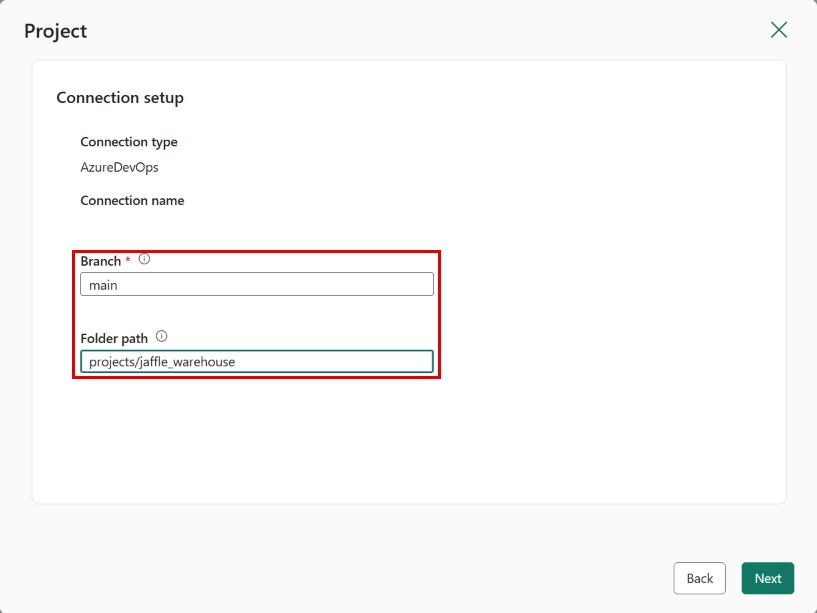 Project
Connection setup
Connection type
AzureDevOps
Connection name
Branch *
main
Folder path
projects/jaffle_warehouse
Back
Next